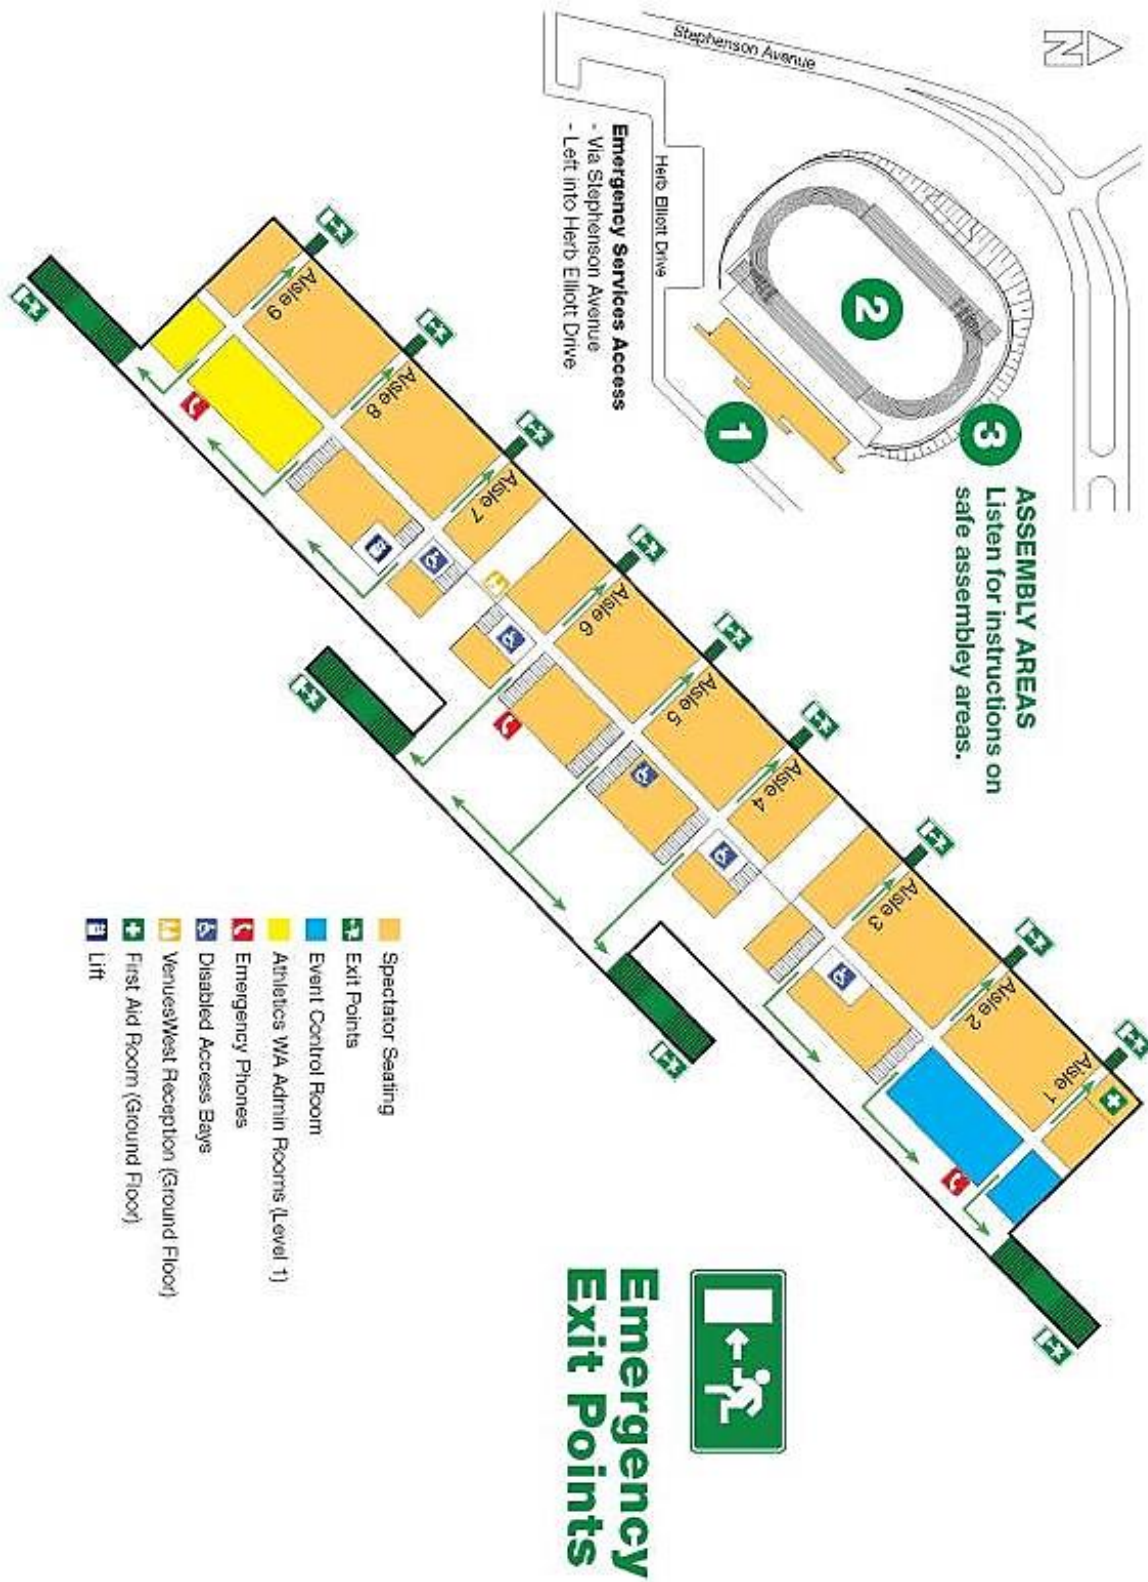 Emergency
Exit Points
N
Stephenson Avenue
Herb Elliott Drive
Emergency Services Access
- Via Stephenson Avenue
- Left into Herb Elliott Drive
1
2
3
ASSEMBLY AREAS
Listen for instructions on
safe assembley areas.
Aisle 9
Aisle 8
Aisle 7
Aisle 6
Aisle 5
Aisle 4
Aisle 3
Aisle 2
Aisle 1
Spectator Seating
Exit Points
Event Control Room
Athletics WA Admin Rooms (Level 1)
Emergency Phones
Disabled Access Bays
VenuesWest Reception (Ground Floor)
First Aid Room (Ground Floor)
Lift